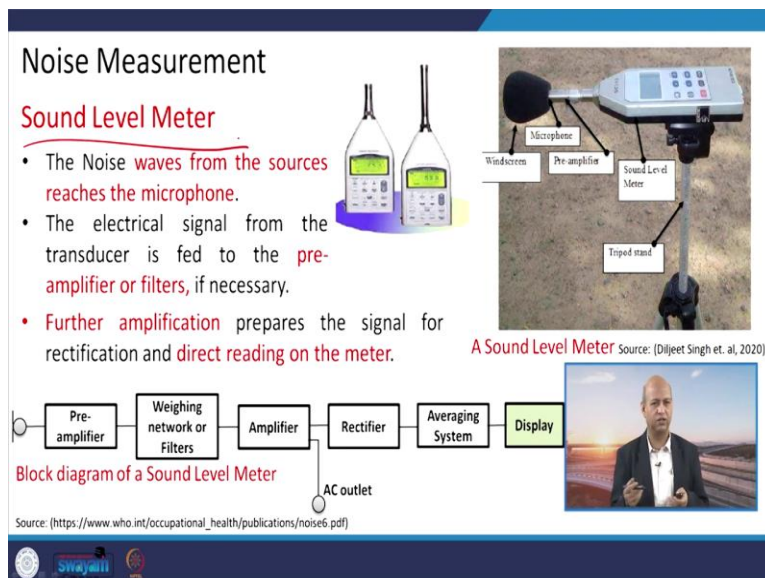 Noise Measurement
Sound Level Meter
• The Noise waves from the sources
reaches the microphone.
• The electrical signal from the
transducer is fed to the pre-
amplifier or filters, if necessary.
• Further amplification prepares the signal for
rectification and direct reading on the meter.
Microphone
Windscreen
Pre-amplifier
Sound Level
Meter
Tripod stand
A Sound Level Meter Source: (Diljeet Singh et. al, 2020)
Pre-
amplifier
Weighing
network or
Filters
Amplifier
Rectifier
Averaging
System
Display
AC outlet
Block diagram of a Sound Level Meter
Source: (https://www.who.int/occupational_health/publications/noise6.pdf)
swayam